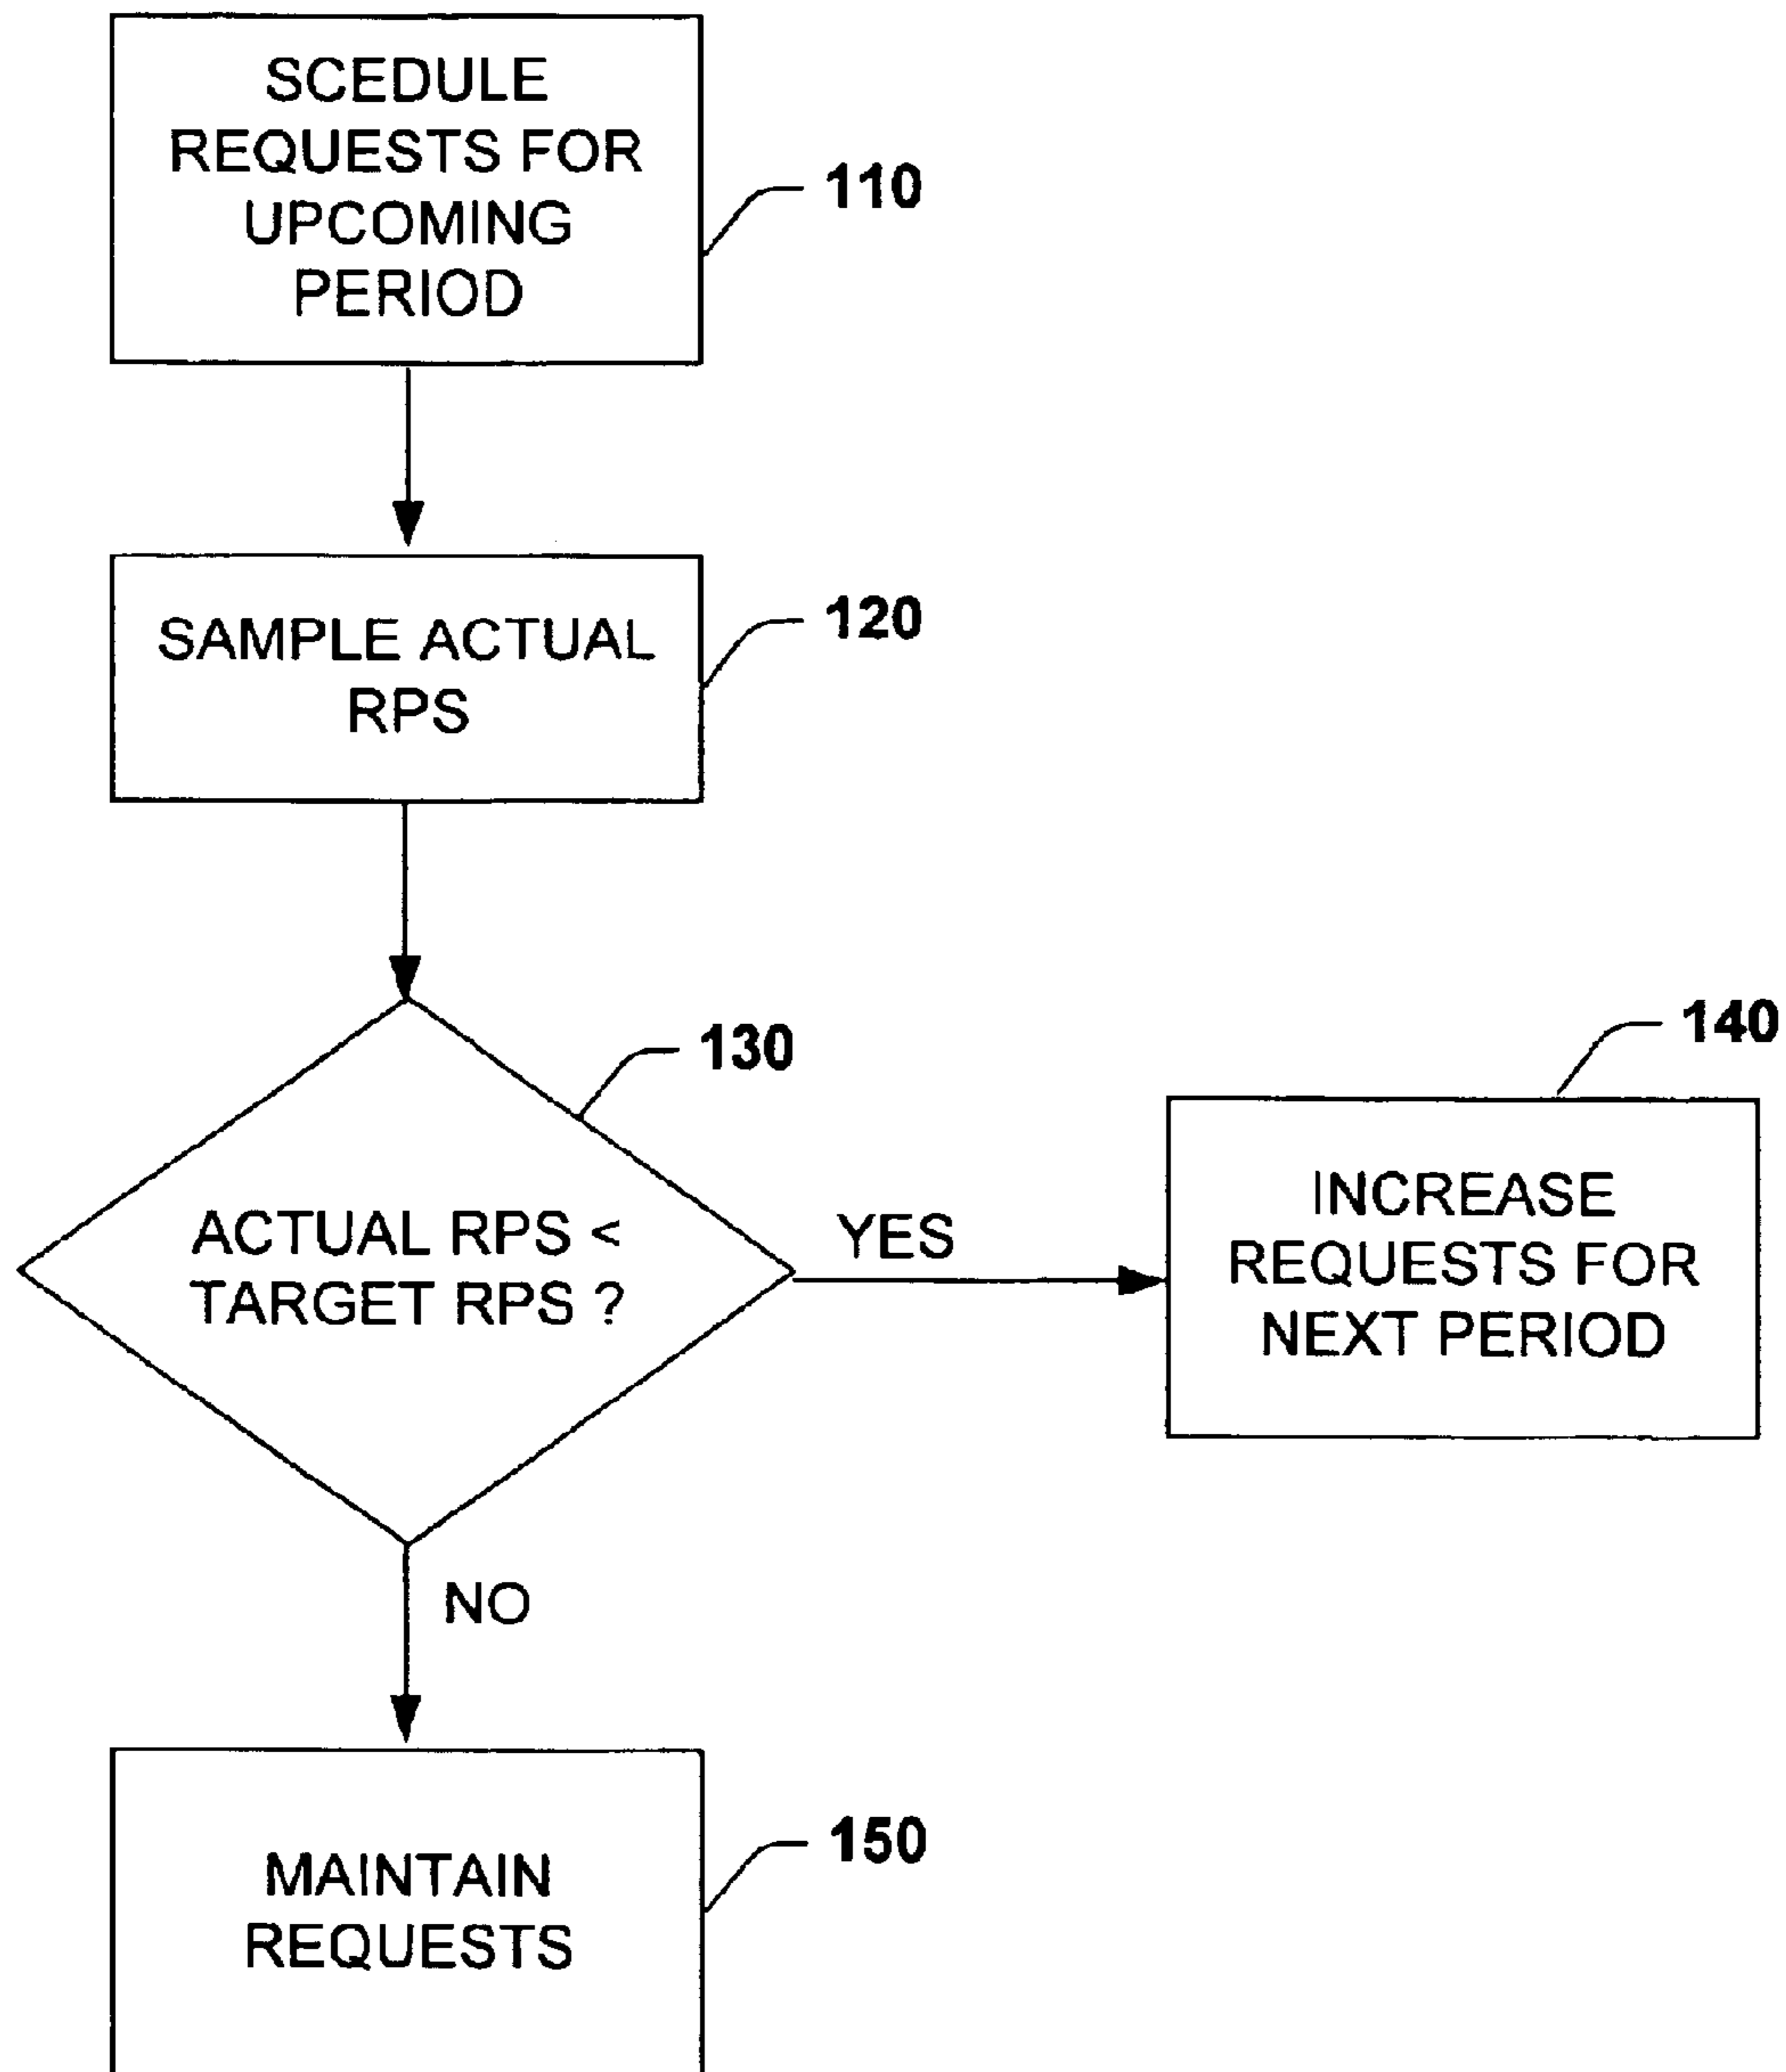 SCEDULE
REQUESTS FOR
UPCOMING
PERIOD
110
SAMPLE ACTUAL
RPS
120
130
ACTUAL RPS <
TARGET RPS ?
YES
140
INCREASE
REQUESTS FOR
NEXT PERIOD
NO
MAINTAIN
REQUESTS
150